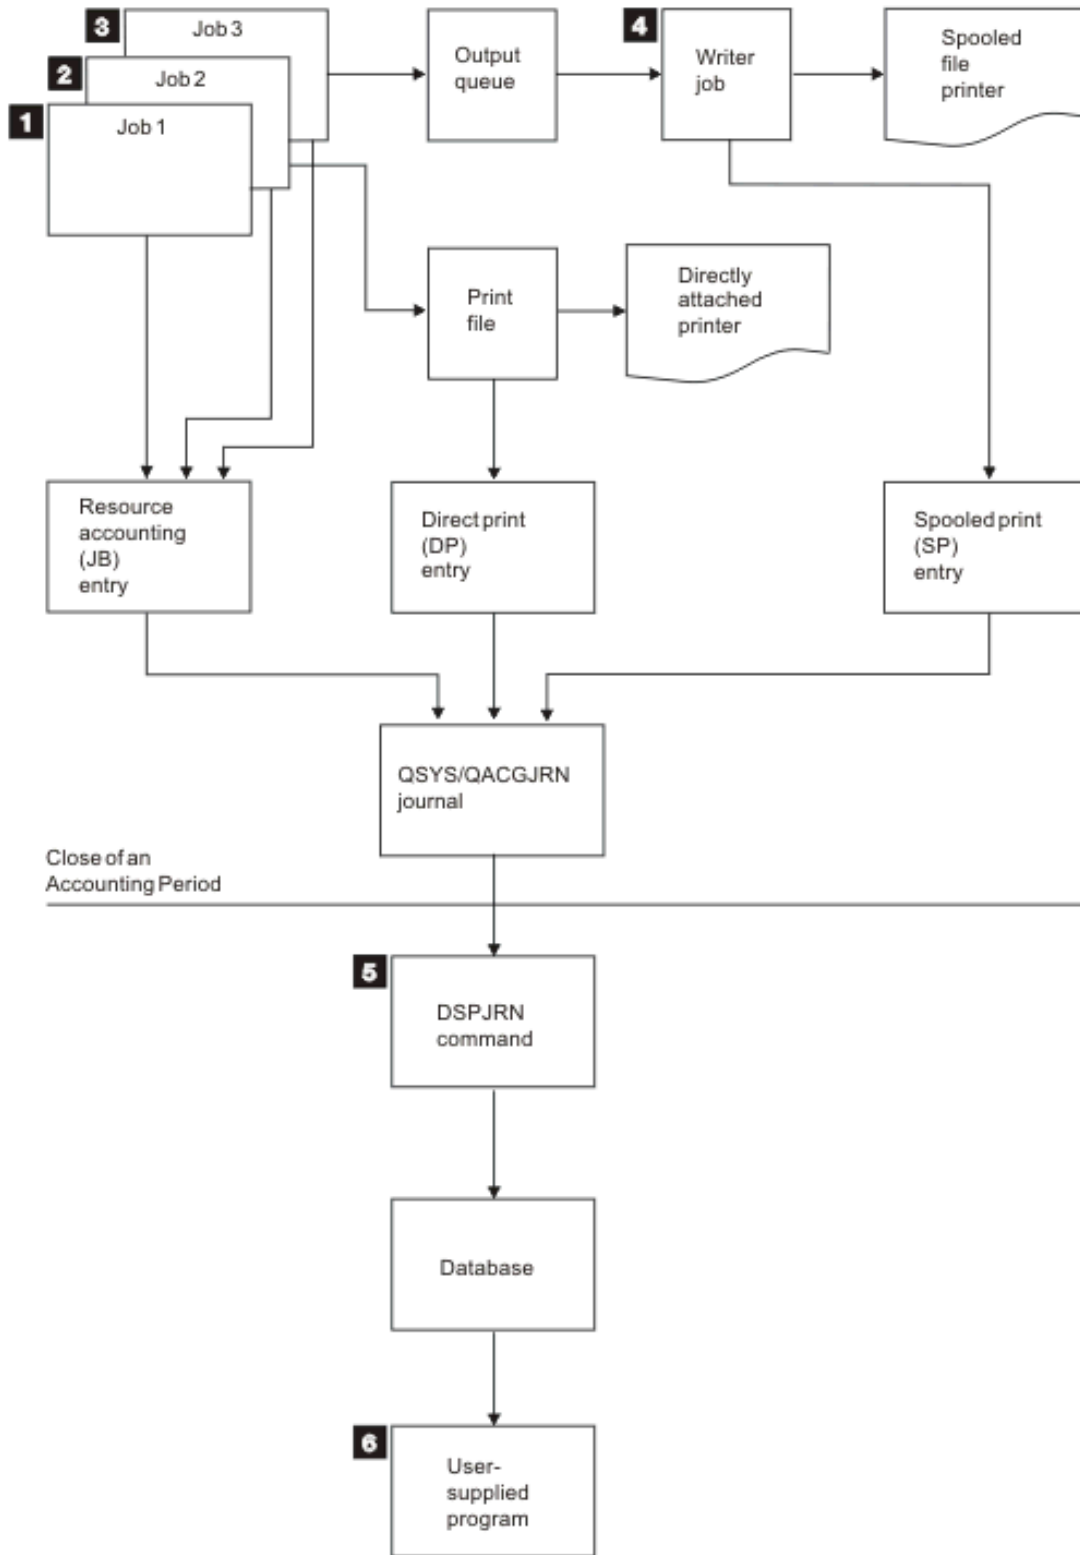 3
Job 3
2
Job 2
1
Job 1
Output
queue
4
Writer
job
Spooled
file
printer
Print
file
Directly
attached
printer
Resource
accounting
(JB)
entry
Direct print
(DP)
entry
Spooled print
(SP)
entry
QSYS/QACGJRN
journal
Close of an
Accounting Period
5
DSPJRN
command
Database
6
User-
supplied
program